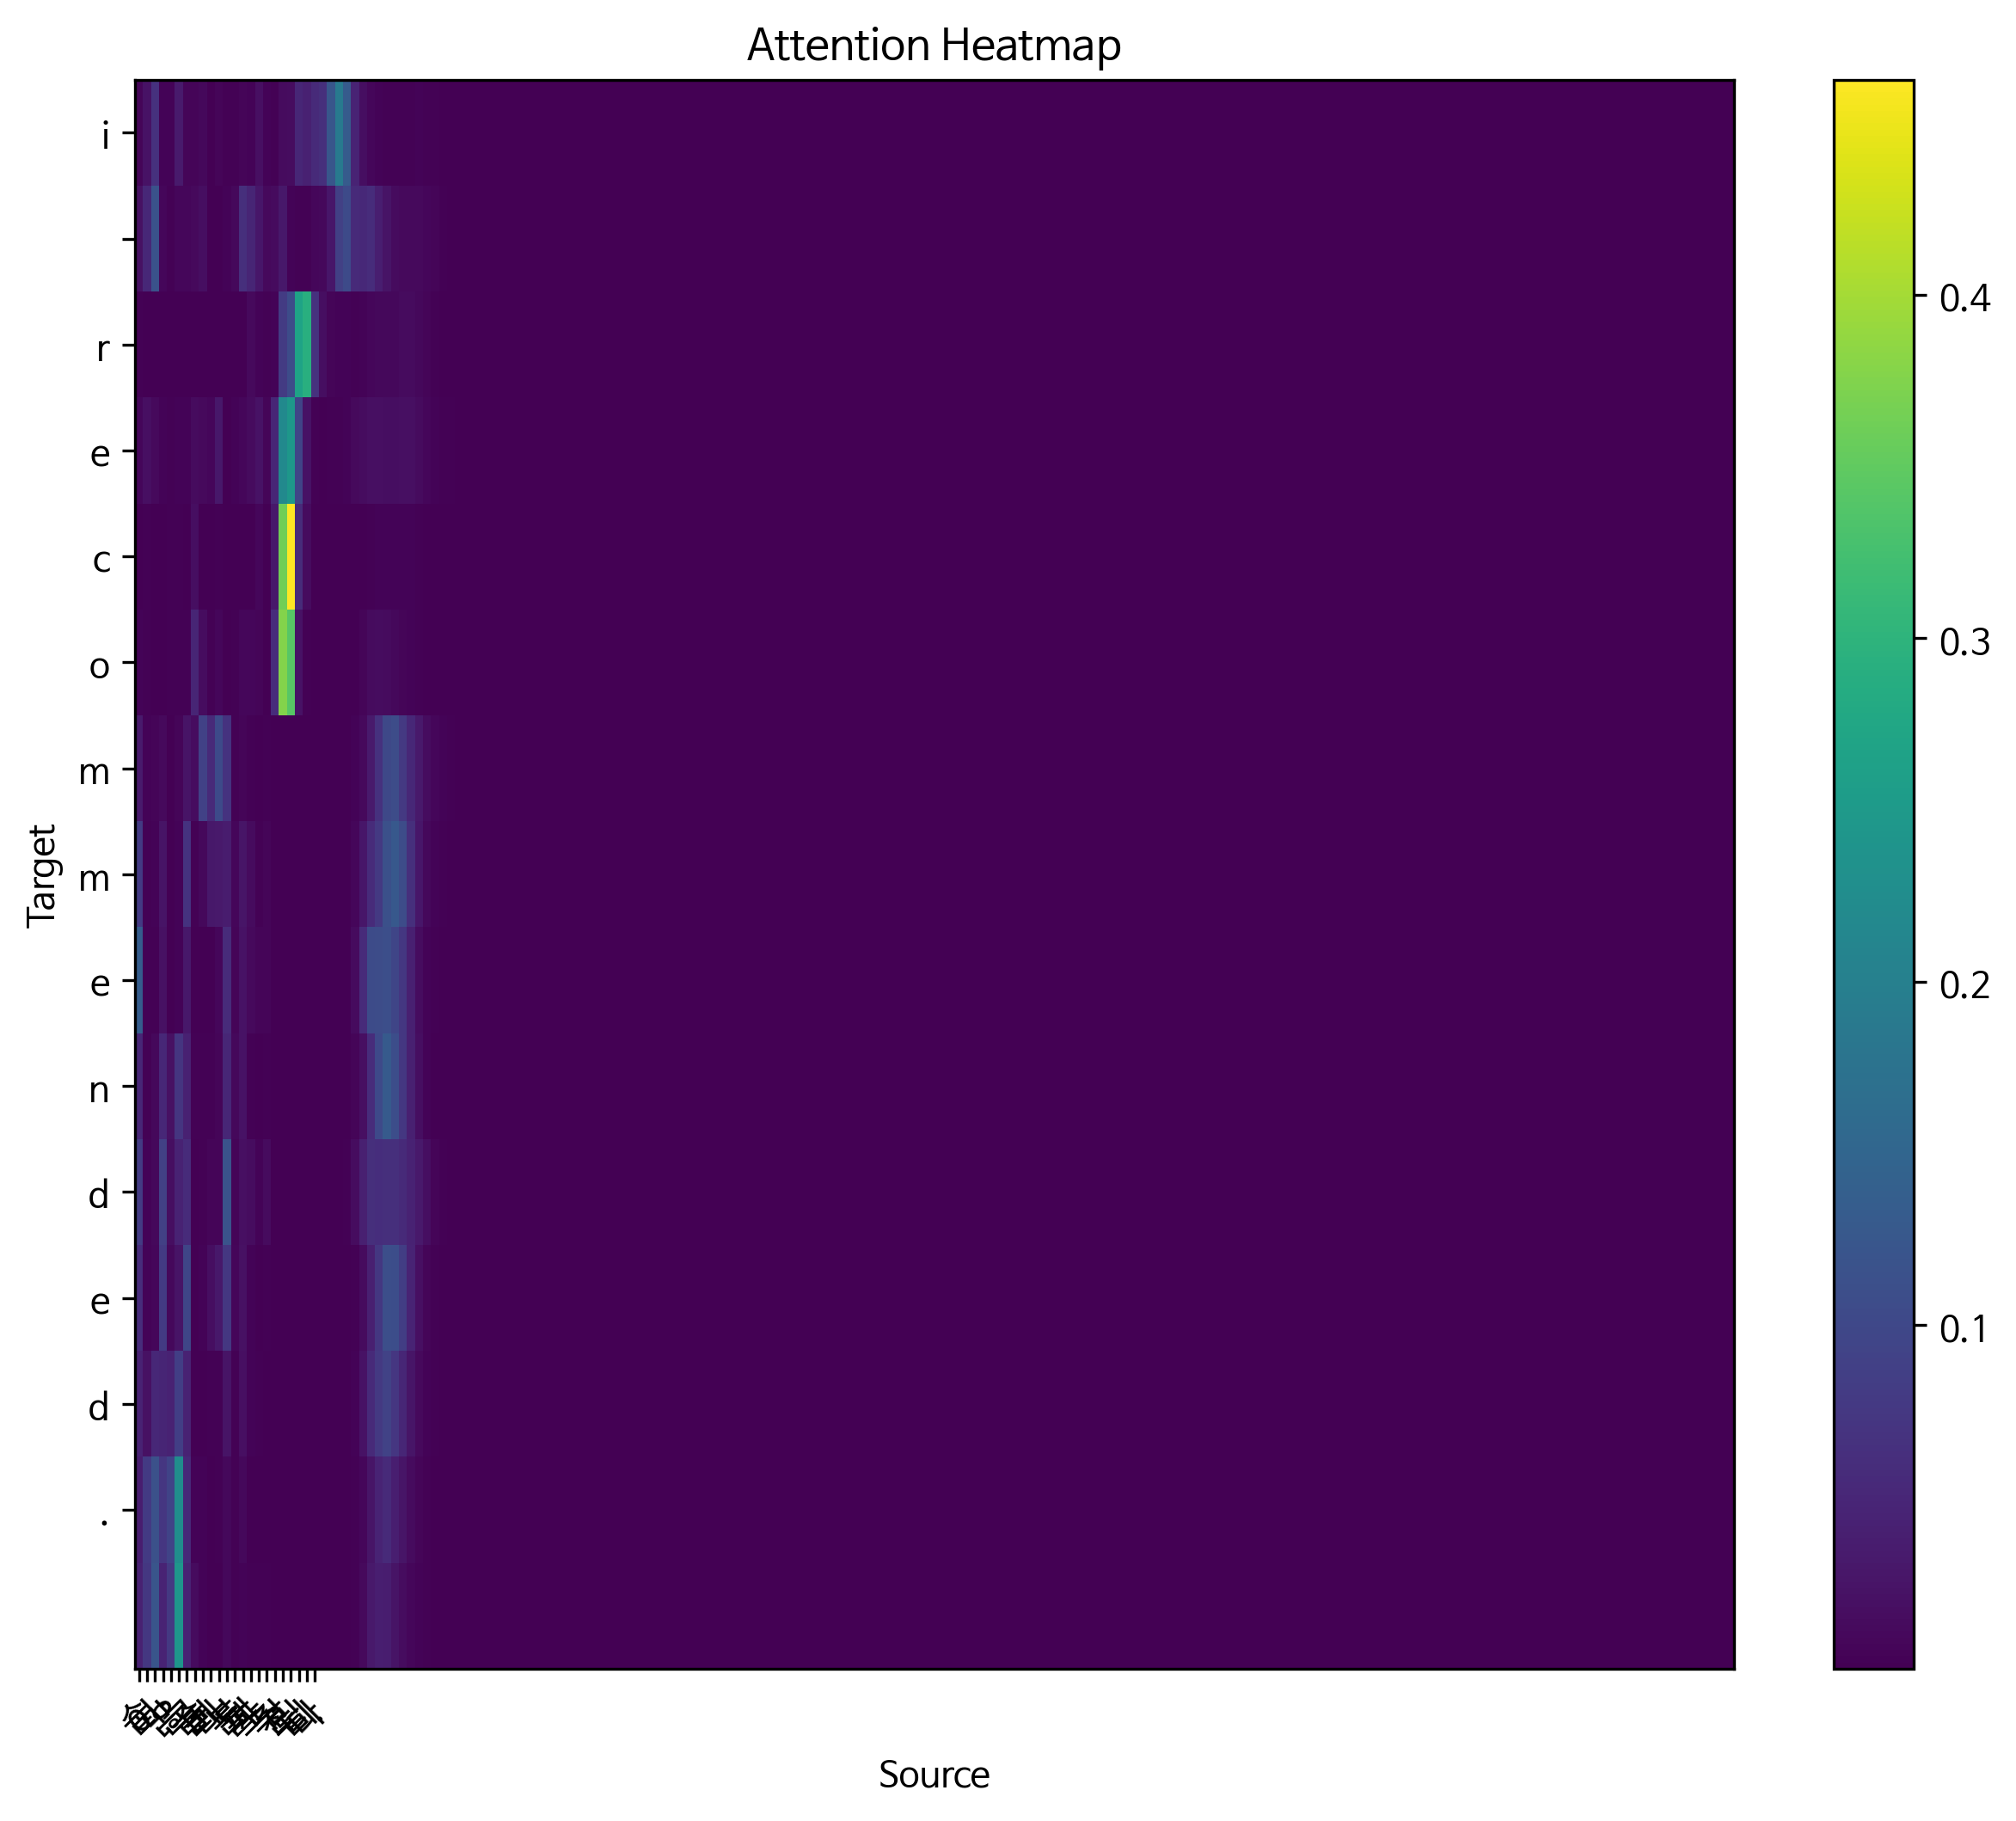 Attention Heatmap
i
r
e
c
o
m
m
e
n
d
e
d
.
Target
Source
0.4
0.3
0.2
0.1